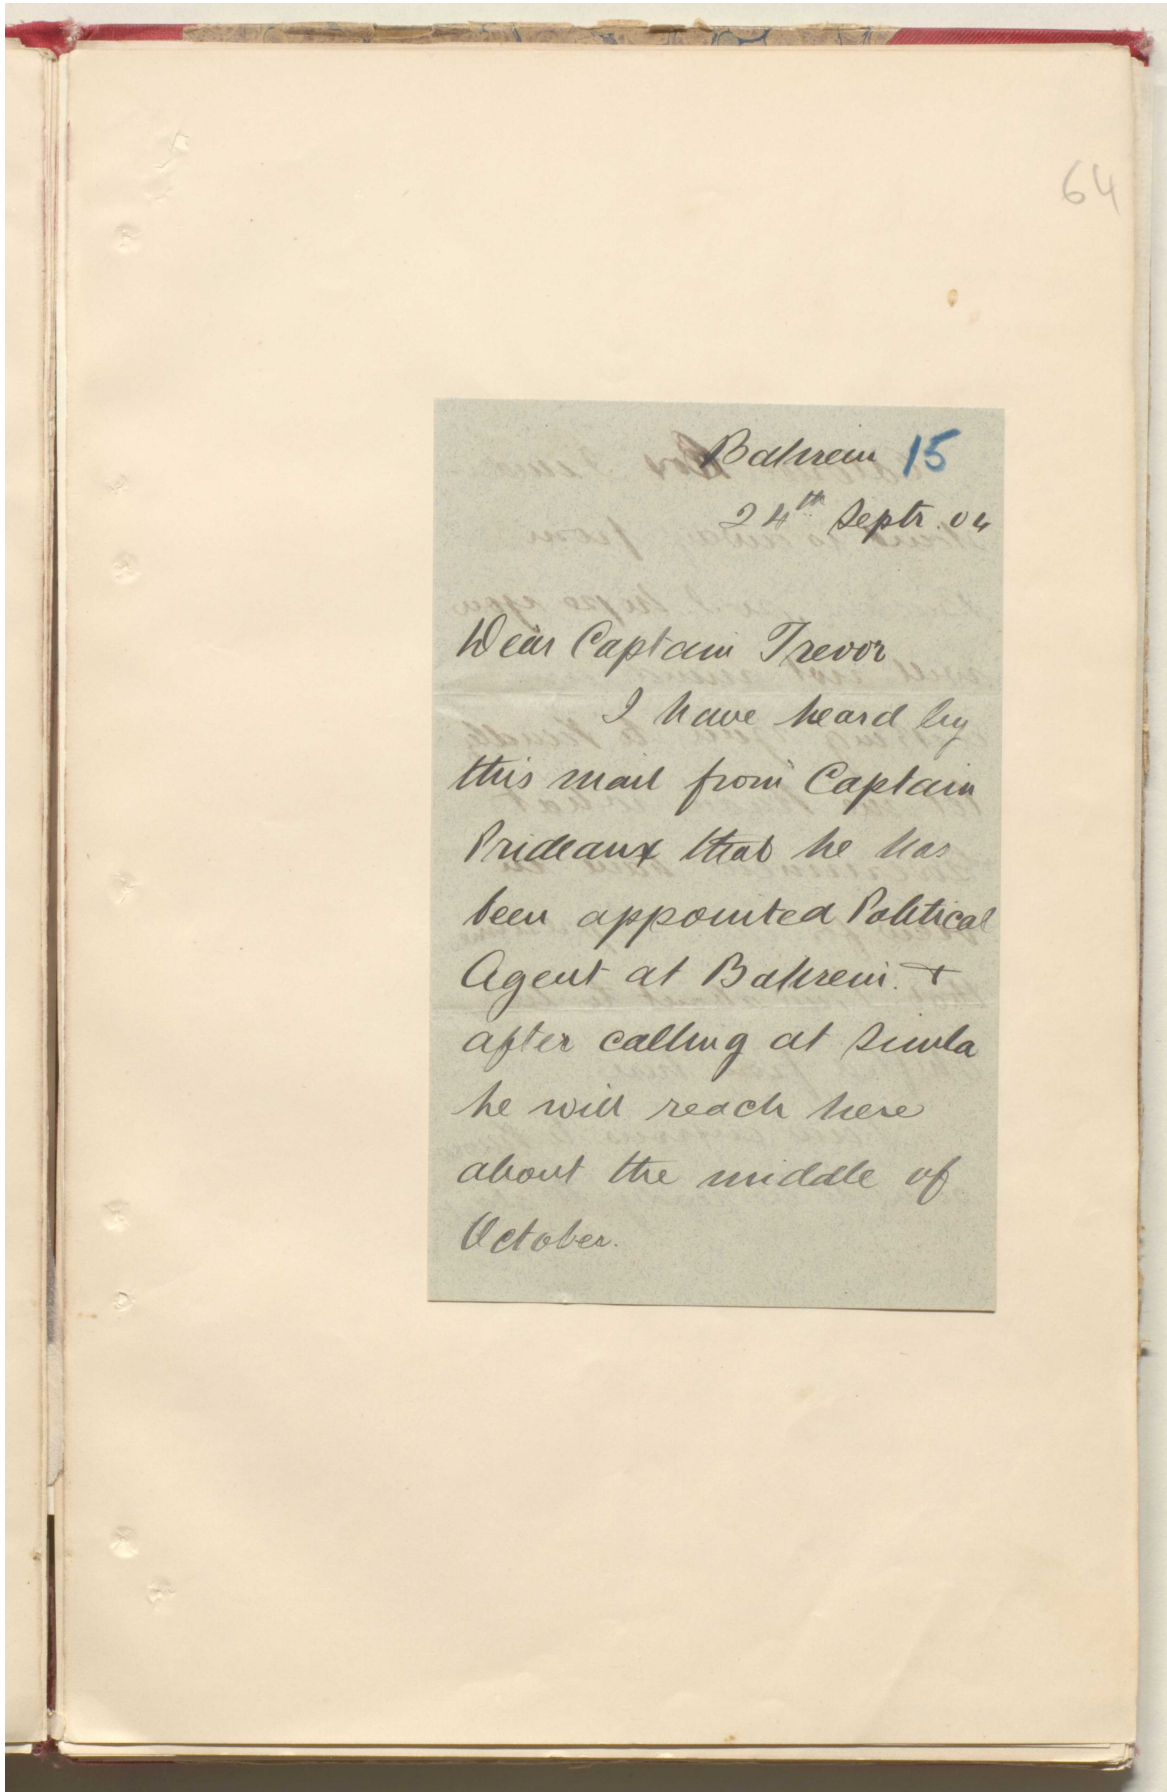 64
Bahrein 15
24th Septr. 04
Dear Captain Trevor
I have heard by
this mail from Captain
Prideaux that he has
been appointed Political
Agent at Bahrein. &
after calling at Simla
he will reach here
about the middle of
October.